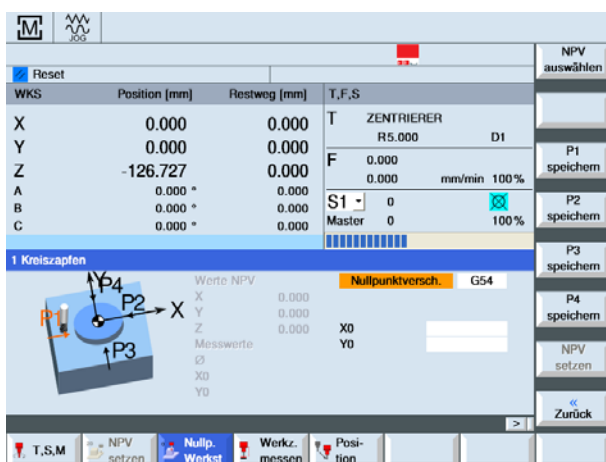 M
JOG
NPV
auswählen
Reset
WKS Position [mm] Restweg [mm] T,F,S
X 0.000 0.000
Y 0.000 0.000
Z -126.727 0.000
A 0.000 ° 0.000
B 0.000 ° 0.000
C 0.000 ° 0.000
T ZENTRIERER
R5.000 D1
F 0.000
0.000 mm/min 100%
S1 0
Master 0 100%
P1
speichern
P2
speichern
P3
speichern
P4
speichern
NPV
setzen
«
Zurück
1 Kreiszapfen
Y
P4
P2
X
P1
P3
Werte NPV
X 0.000
Y 0.000
Z 0.000
Messwerte
Ø
X0
Y0
Nullpunktversch. G54
X0
Y0
>
T,S,M
NPV
setzen
Nullp.
Werkst
Werkz.
messen
Posi-
tion